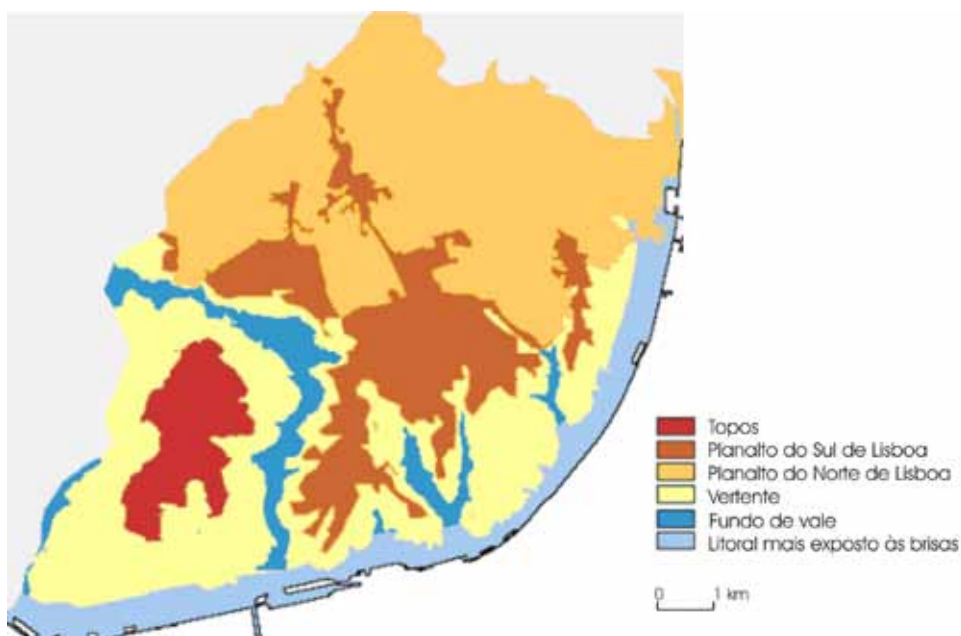 Topos
Planalto do Sul de Lisboa
Planalto do Norte de Lisboa
Vertente
Fundo de vale
Litoral mais exposto às brisas
0 1 km